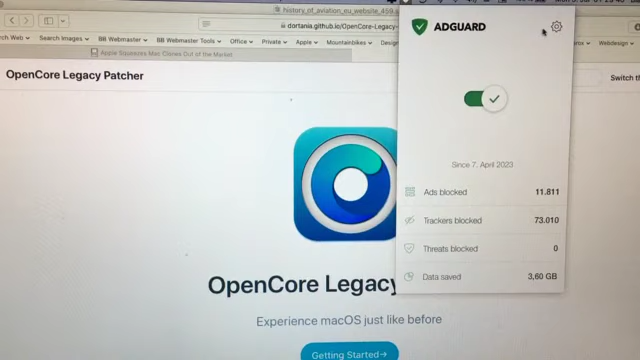 history_of_aviation_eu_website_459.
dortania.github.io/OpenCore-Legacy-
ADGUARD
Search Images
BB Webmaster
BB Webmaster Tools
Office
Private
Apple
Mountainbikes
Webdesign
Apple Squeezes Mac Clones Out of the Market
OpenCore Legacy Patcher
Switch th
Since 7. April 2023
Ads blocked 11.811
Trackers blocked 73.010
Threats blocked 0
Data saved 3,60 GB
OpenCore Legacy
Experience macOS just like before
Getting Started→